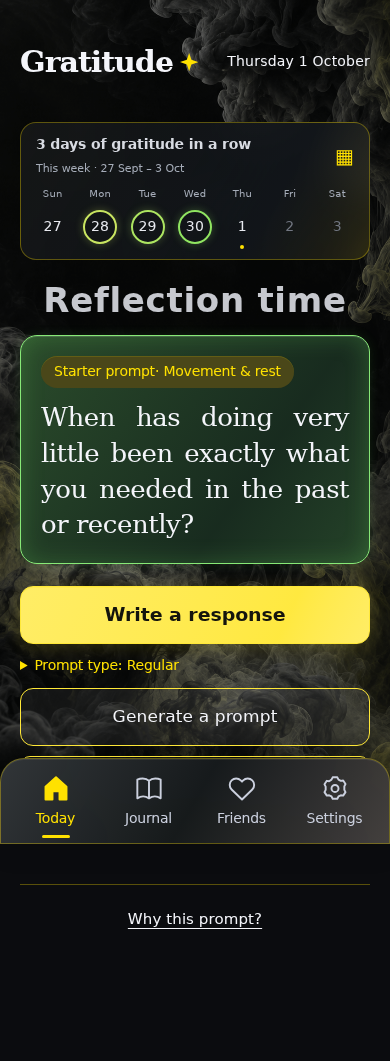 Gratitude
Thursday 1 October
3 days of gratitude in a row
This week · 27 Sept – 3 Oct
Sun Mon Tue Wed Thu Fri Sat
27 28 29 30 1 2 3
Reflection time
Starter prompt· Movement & rest
When has doing very
little been exactly what
you needed in the past
or recently?
Write a response
Prompt type: Regular
Generate a prompt
Today Journal Friends Settings
Why this prompt?